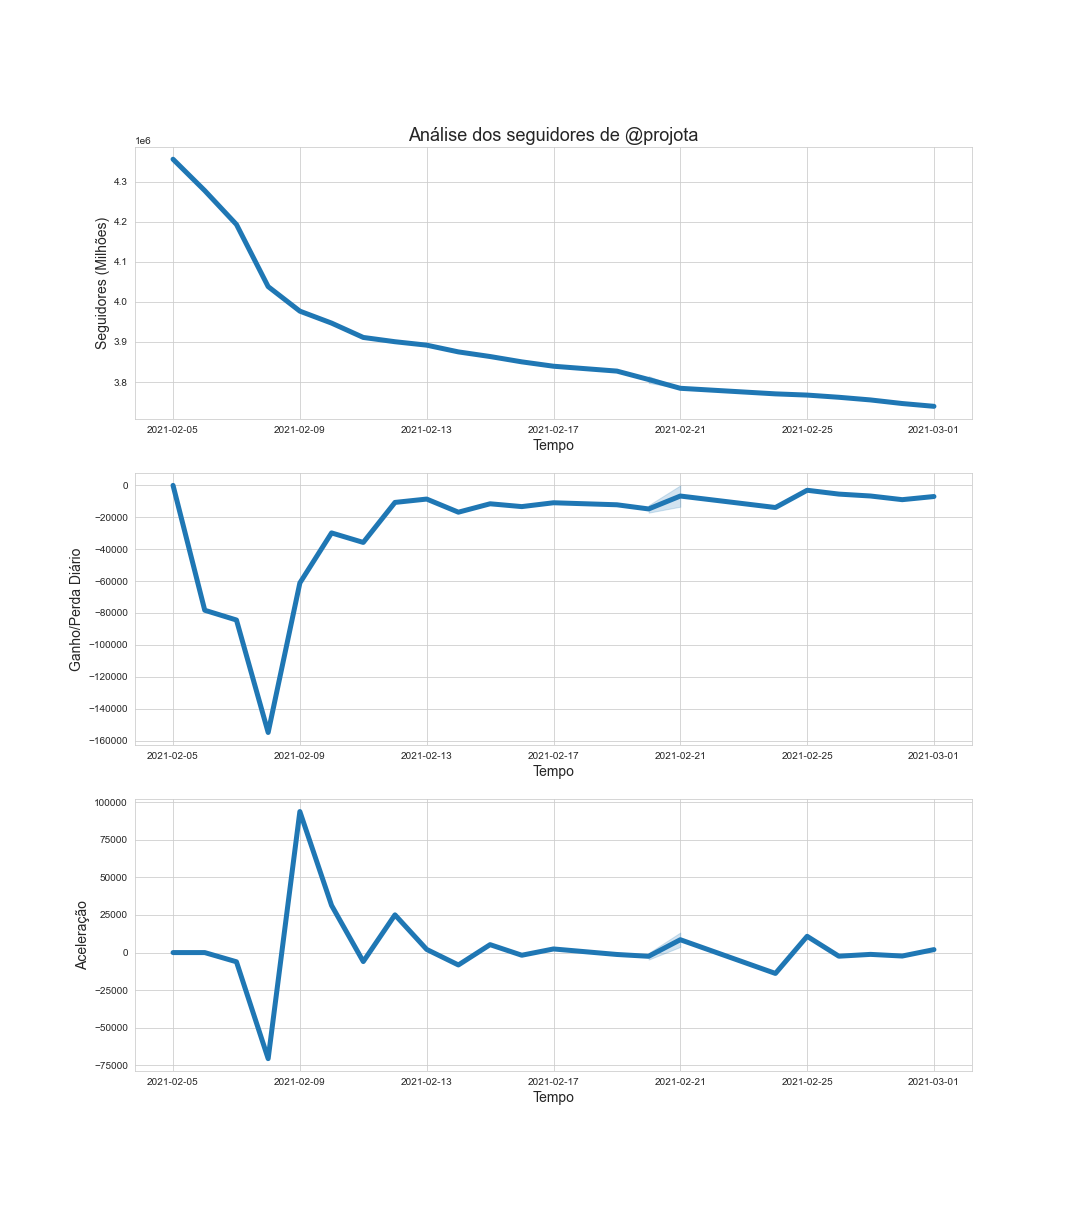 Análise dos seguidores de @projota
1e6
4.3
4.2
4.1
4.0
3.9
3.8
Seguidores (Milhões)
2021-02-05 2021-02-09 2021-02-13 2021-02-17 2021-02-21 2021-02-25 2021-03-01
Tempo
0
−20000
−40000
−60000
−80000
−100000
−120000
−140000
−160000
Ganho/Perda Diário
2021-02-05 2021-02-09 2021-02-13 2021-02-17 2021-02-21 2021-02-25 2021-03-01
Tempo
100000
75000
50000
25000
0
−25000
−50000
−75000
Aceleração
2021-02-05 2021-02-09 2021-02-13 2021-02-17 2021-02-21 2021-02-25 2021-03-01
Tempo